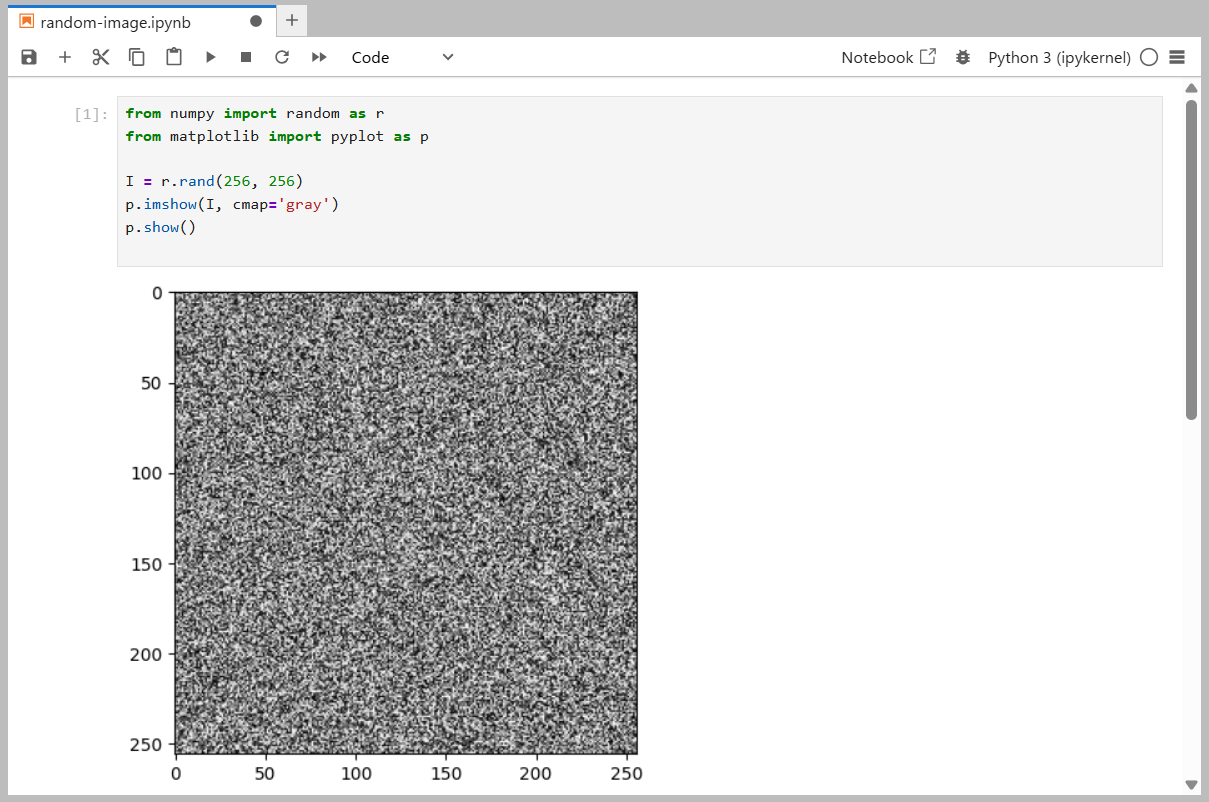 random-image.ipynb
Code
Notebook
Python 3 (ipykernel)
[1]:
from numpy import random as r
from matplotlib import pyplot as p
I = r.rand(256, 256)
p.imshow(I, cmap='gray')
p.show()
0
50
100
150
200
250
0 50 100 150 200 250